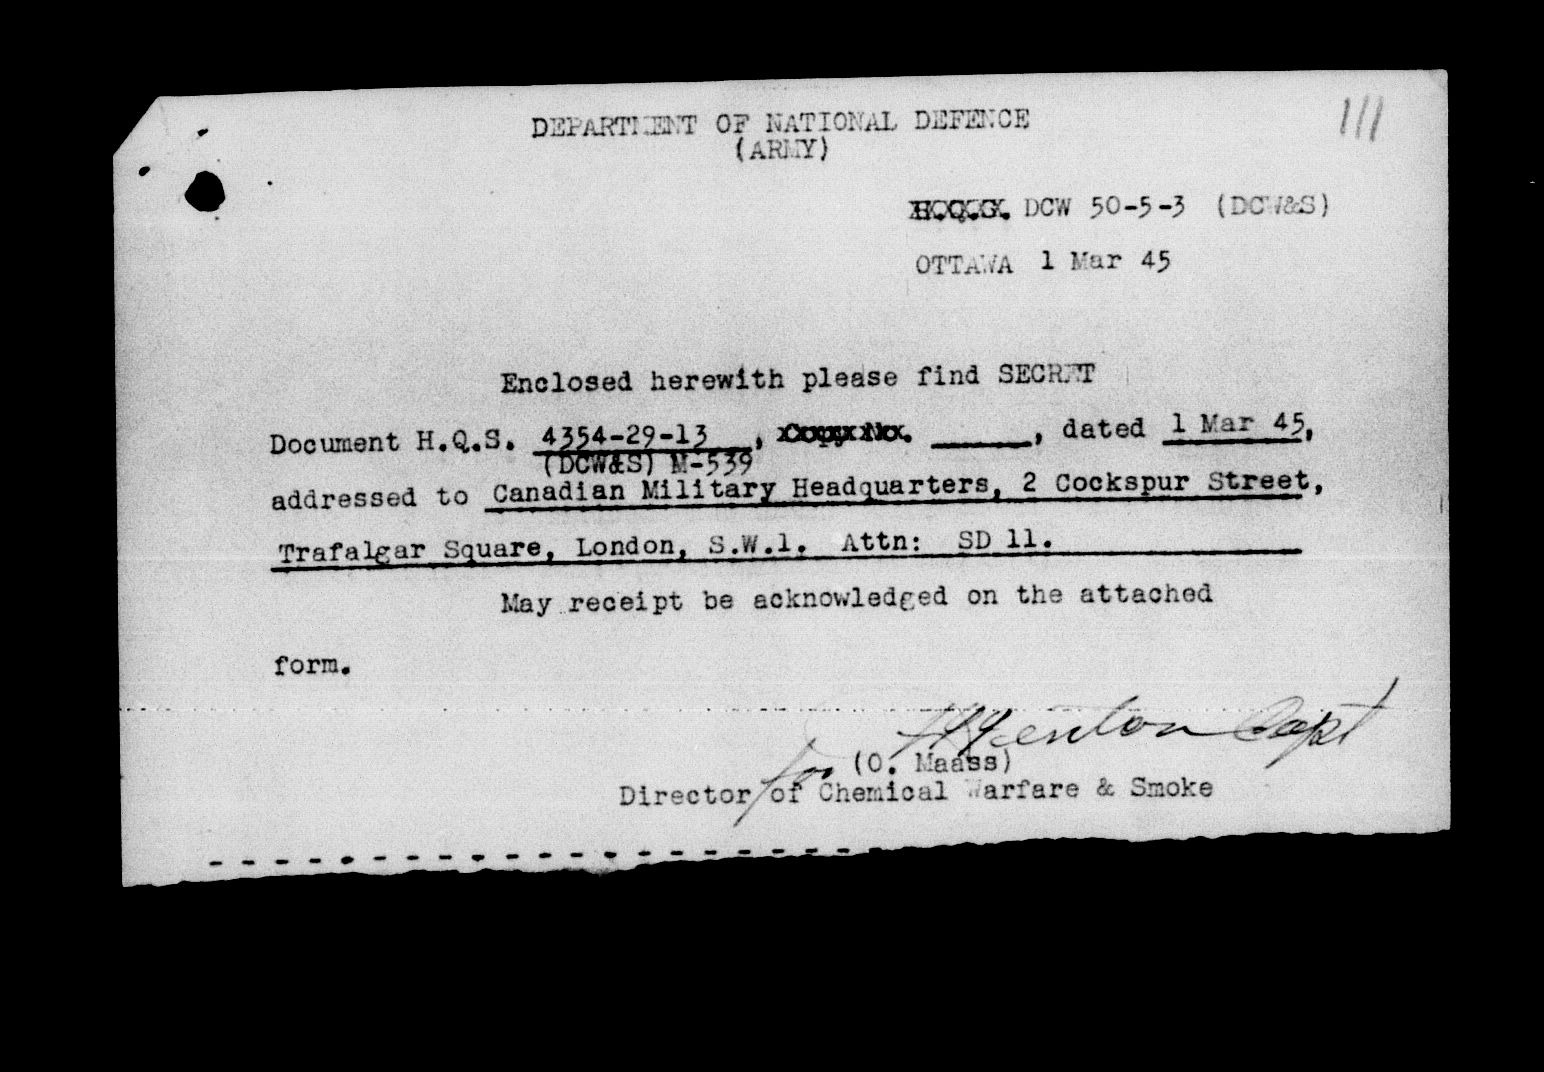 111
DEPARTMENT OF NATIONAL DEFENCE
(ARMY)
H.Q.C. DCW 50-5-3 (DCW&S)
OTTAWA 1 Mar 45
Enclosed herewith please find SECRET
Document H.Q.S. 4354-29-13, Copy No. ______, dated 1 Mar 45,
(DCW&S) M-539
addressed to Canadian Military Headquarters, 2 Cockspur Street,
Trafalgar Square, London, S.W.1. Attn: SD 11.
May receipt be acknowledged on the attached
form.
Capt
for (O. Maass)
Director of Chemical Warfare & Smoke